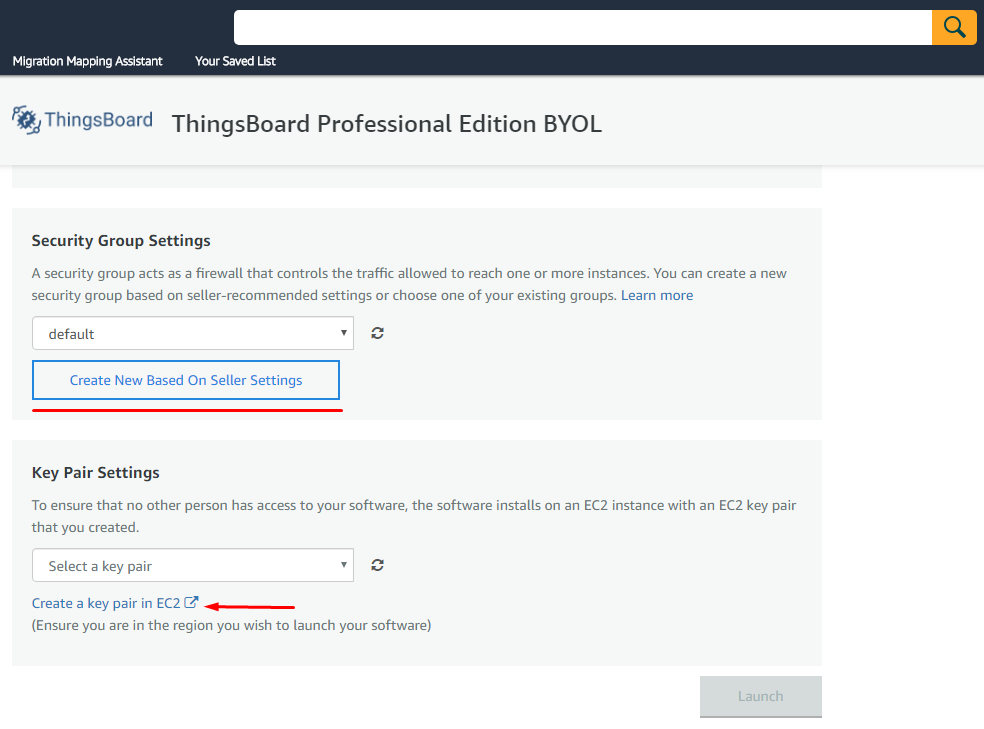 Migration Mapping Assistant Your Saved List
ThingsBoard ThingsBoard Professional Edition BYOL
Security Group Settings
A security group acts as a firewall that controls the traffic allowed to reach one or more instances. You can create a new
security group based on seller-recommended settings or choose one of your existing groups. Learn more
default
Create New Based On Seller Settings
Key Pair Settings
To ensure that no other person has access to your software, the software installs on an EC2 instance with an EC2 key pair
that you created.
Select a key pair
Create a key pair in EC2
(Ensure you are in the region you wish to launch your software)
Launch